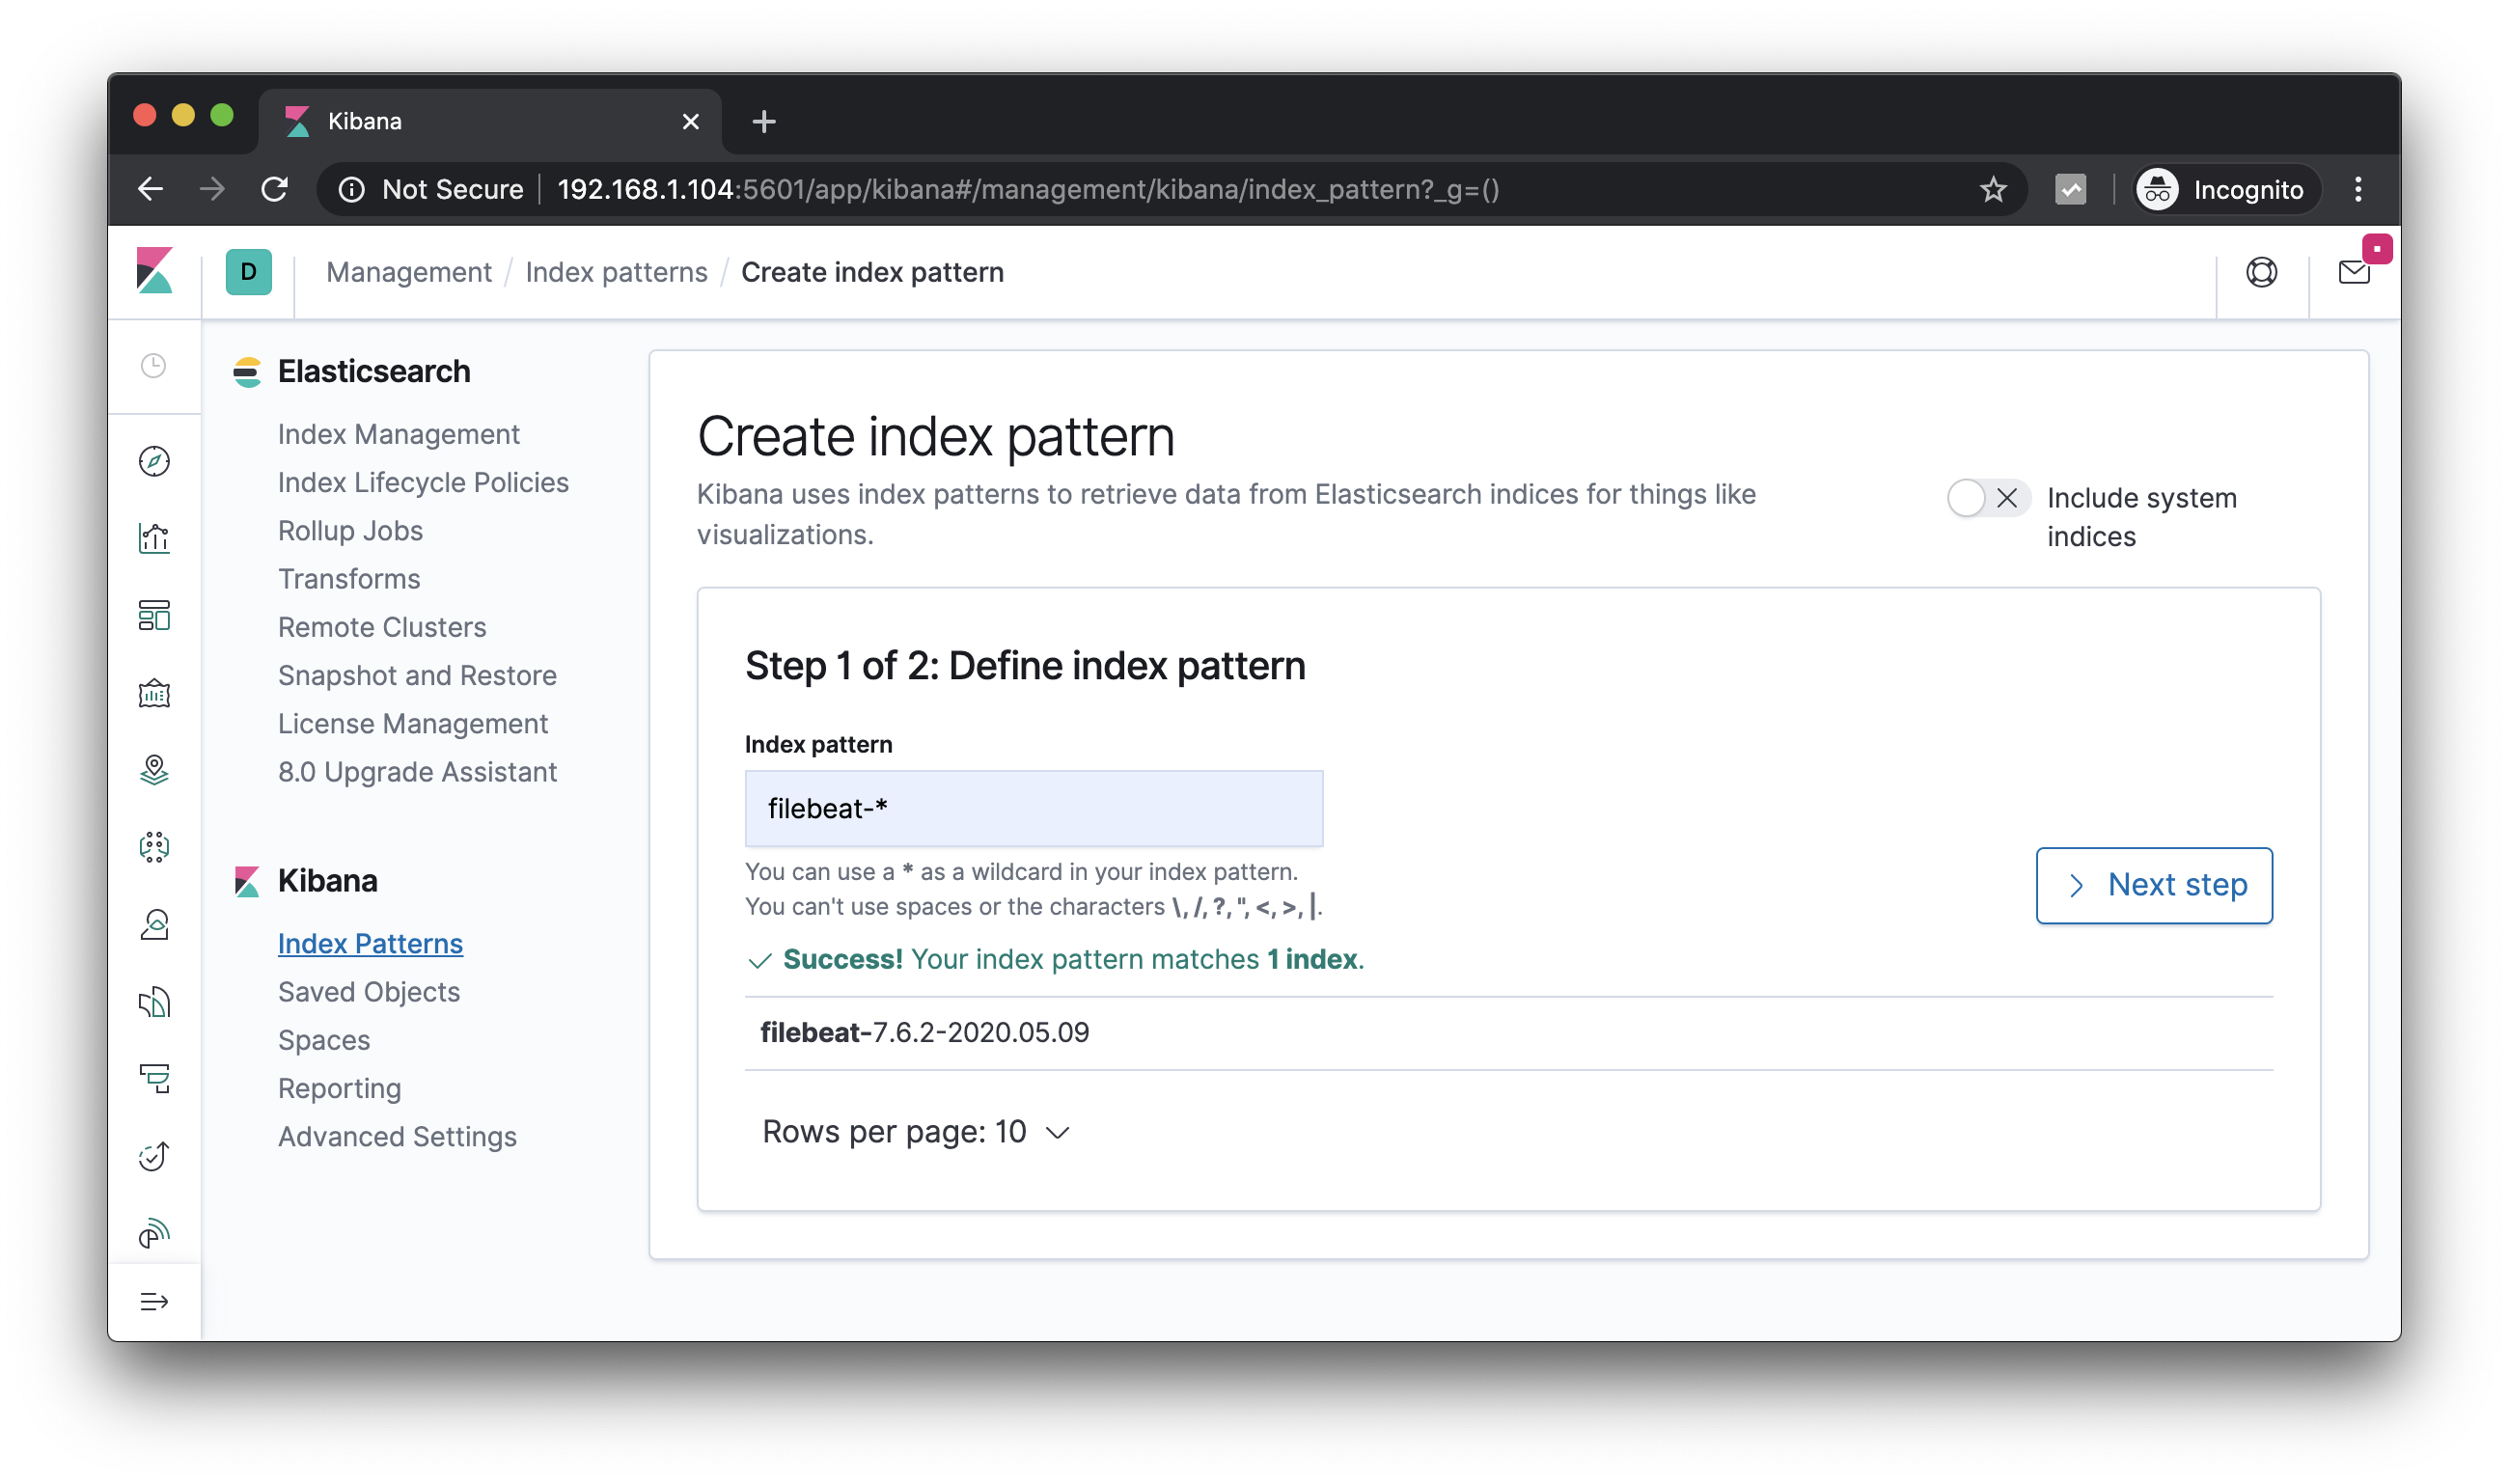 Kibana
Not Secure
192.168.1.104:5601/app/kibana#/management/kibana/index_pattern?_g=()
Incognito
D
Management / Index patterns / Create index pattern
Elasticsearch
Index Management
Index Lifecycle Policies
Rollup Jobs
Transforms
Remote Clusters
Snapshot and Restore
License Management
8.0 Upgrade Assistant
Kibana
Index Patterns
Saved Objects
Spaces
Reporting
Advanced Settings
Create index pattern
Kibana uses index patterns to retrieve data from Elasticsearch indices for things like
visualizations.
Include system
indices
Step 1 of 2: Define index pattern
Index pattern
filebeat-*
You can use a * as a wildcard in your index pattern.
You can't use spaces or the characters \, /, ?, ", <, >, |.
Next step
Success! Your index pattern matches 1 index.
filebeat-7.6.2-2020.05.09
Rows per page: 10